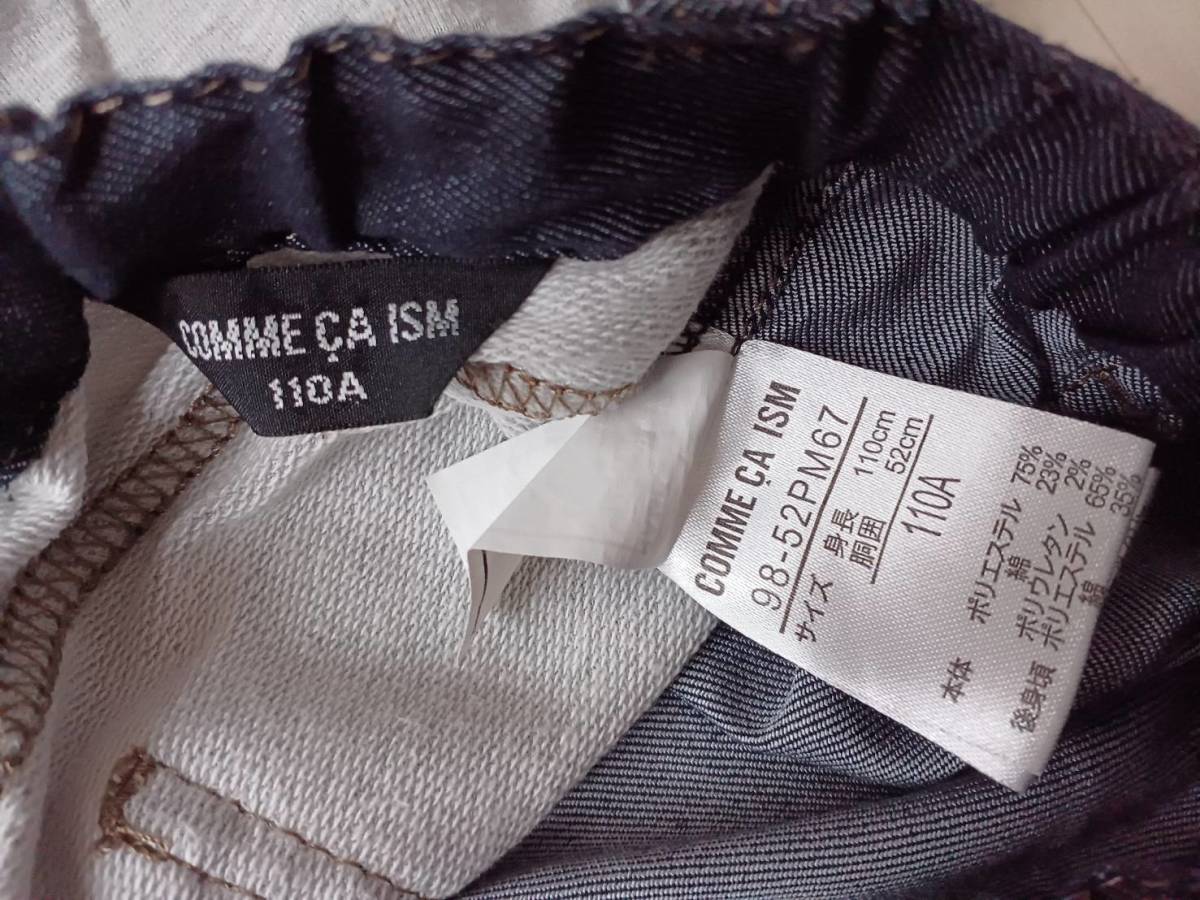 COMME ÇA ISM
110A
COMME ÇA ISM
98-52PM67
サイズ 身長 110cm
胴囲 52cm
110A
本体 ポリエステル 75%
綿 23%
ポリウレタン 2%
後身頃 ポリエステル 65%
綿 35%